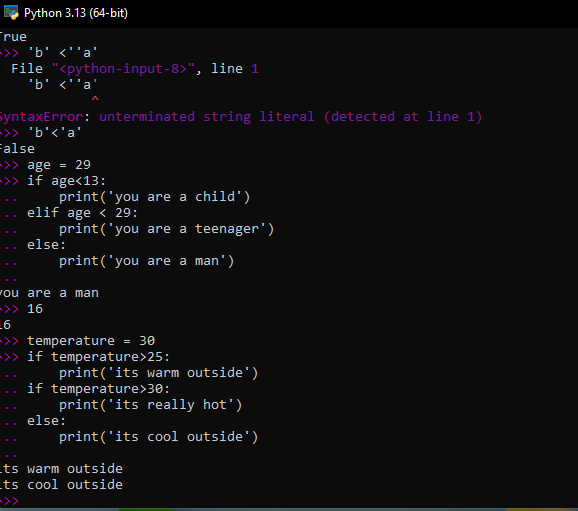 Python 3.13 (64-bit)
True
>>> 'b' <''a'
  File "<python-input-8>", line 1
    'b' <''a'
            ^
SyntaxError: unterminated string literal (detected at line 1)
>>> 'b'<'a'
False
>>> age = 29
>>> if age<13:
...     print('you are a child')
... elif age < 29:
...     print('you are a teenager')
... else:
...     print('you are a man')
...
you are a man
>>> 16
16
>>> temperature = 30
>>> if temperature>25:
...     print('its warm outside')
... if temperature>30:
...     print('its really hot')
... else:
...     print('its cool outside')
...
its warm outside
its cool outside
>>>